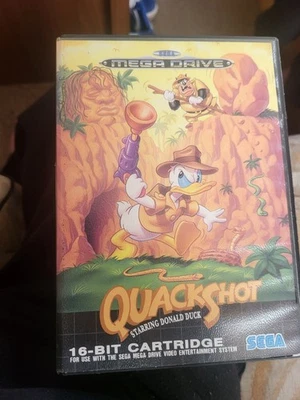 SEGA
MEGA DRIVE
QUACKSHOT
STARRING DONALD DUCK
16-BIT CARTRIDGE
FOR USE WITH THE SEGA MEGA DRIVE VIDEO ENTERTAINMENT SYSTEM
SEGA